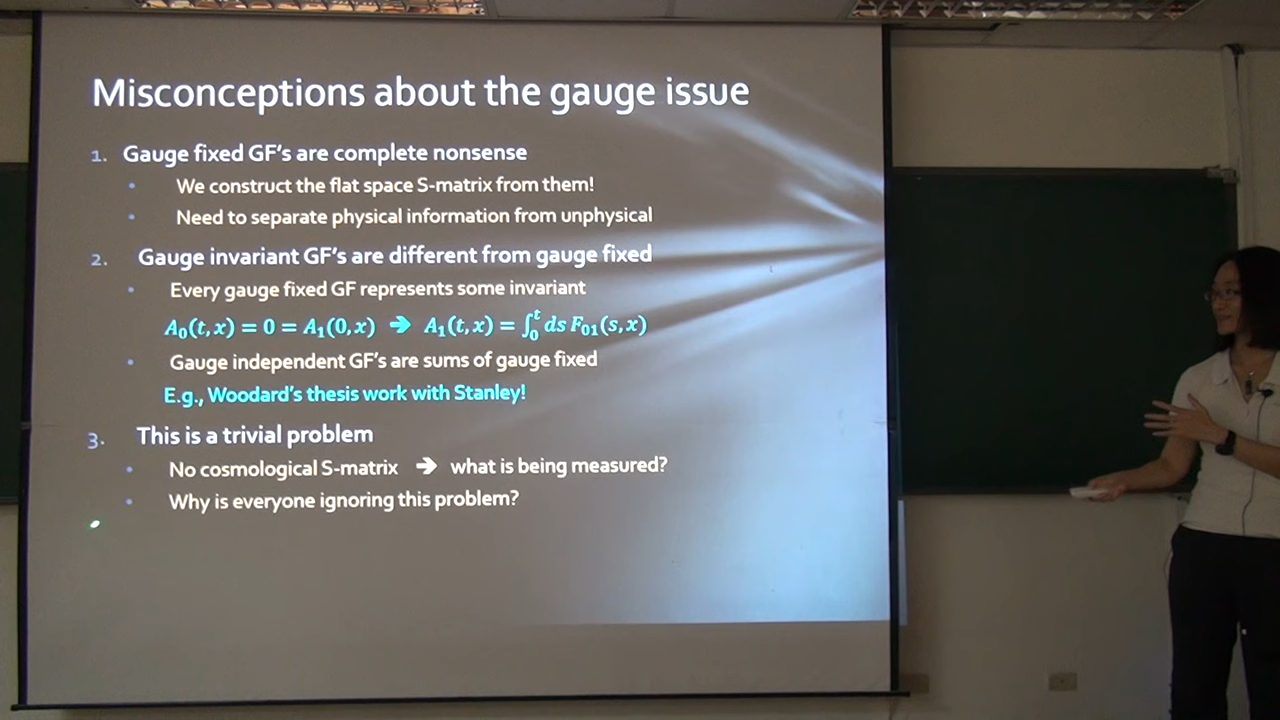 Misconceptions about the gauge issue
1. Gauge fixed GF's are complete nonsense
• We construct the flat space S-matrix from them!
• Need to separate physical information from unphysical
2. Gauge invariant GF's are different from gauge fixed
• Every gauge fixed GF represents some invariant
A₀(t, x) = 0 = A₁(0, x) ➔ A₁(t, x) = ∫₀ᵗ ds F₀₁(s, x)
• Gauge independent GF's are sums of gauge fixed
E.g., Woodard's thesis work with Stanley!
3. This is a trivial problem
• No cosmological S-matrix ➔ what is being measured?
• Why is everyone ignoring this problem?